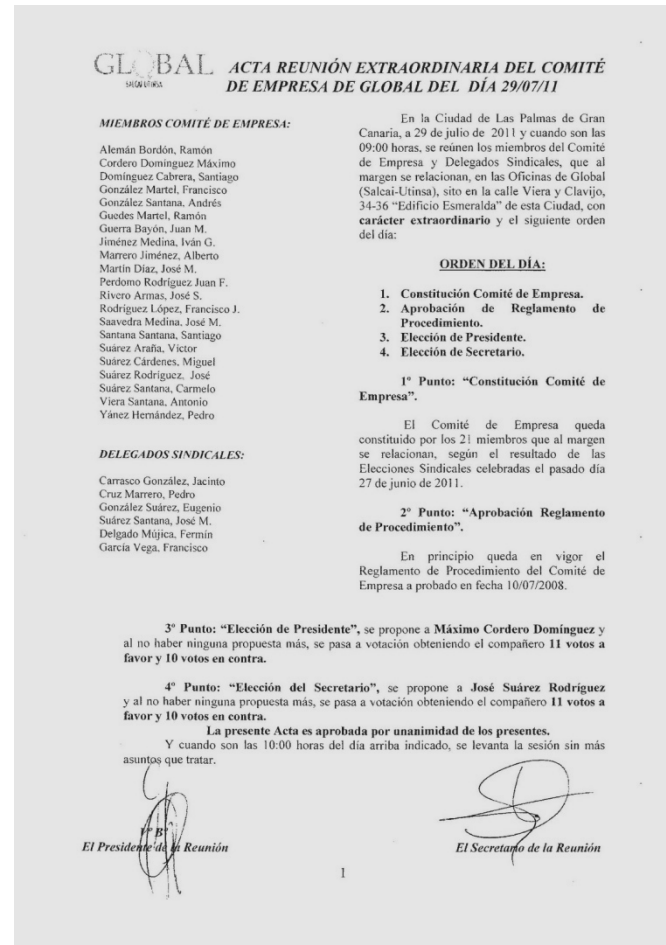 GLOBAL
SALCAI UTINSA
ACTA REUNIÓN EXTRAORDINARIA DEL COMITÉ
DE EMPRESA DE GLOBAL DEL DÍA 29/07/11
MIEMBROS COMITÉ DE EMPRESA:
Alemán Bordón, Ramón
Cordero Domínguez Máximo
Domínguez Cabrera, Santiago
González Martel, Francisco
González Santana, Andrés
Guedes Martel, Ramón
Guerra Bayón, Juan M.
Jiménez Medina, Iván G.
Marrero Jiménez, Alberto
Martín Díaz, José M.
Perdomo Rodríguez Juan F.
Rivero Armas, José S.
Rodríguez López, Francisco J.
Saavedra Medina, José M.
Santana Santana, Santiago
Suárez Araña, Víctor
Suárez Cárdenes, Miguel
Suárez Rodríguez, José
Suárez Santana, Carmelo
Viera Santana, Antonio
Yánez Hernández, Pedro
DELEGADOS SINDICALES:
Carrasco González, Jacinto
Cruz Marrero, Pedro
González Suárez, Eugenio
Suárez Santana, José M.
Delgado Mújica, Fermín
García Vega, Francisco
En la Ciudad de Las Palmas de Gran
Canaria, a 29 de julio de 2011 y cuando son las
09:00 horas, se reúnen los miembros del Comité
de Empresa y Delegados Sindicales, que al
margen se relacionan, en las Oficinas de Global
(Salcai-Utinsa), sito en la calle Viera y Clavijo,
34-36 “Edificio Esmeralda” de esta Ciudad, con
carácter extraordinario y el siguiente orden
del día:
ORDEN DEL DÍA:
1. Constitución Comité de Empresa.
2. Aprobación de Reglamento de
Procedimiento.
3. Elección de Presidente.
4. Elección de Secretario.
1º Punto: “Constitución Comité de
Empresa”.
El Comité de Empresa queda
constituido por los 21 miembros que al margen
se relacionan, según el resultado de las
Elecciones Sindicales celebradas el pasado día
27 de junio de 2011.
2º Punto: “Aprobación Reglamento
de Procedimiento”.
En principio queda en vigor el
Reglamento de Procedimiento del Comité de
Empresa a probado en fecha 10/07/2008.
3º Punto: “Elección de Presidente”, se propone a Máximo Cordero Domínguez y
al no haber ninguna propuesta más, se pasa a votación obteniendo el compañero 11 votos a
favor y 10 votos en contra.
4º Punto: “Elección del Secretario”, se propone a José Suárez Rodríguez
y al no haber ninguna propuesta más, se pasa a votación obteniendo el compañero 11 votos a
favor y 10 votos en contra.
La presente Acta es aprobada por unanimidad de los presentes.
Y cuando son las 10:00 horas del día arriba indicado, se levanta la sesión sin más
asuntos que tratar.
Vº Bº
El Presidente de la Reunión
El Secretario de la Reunión
1